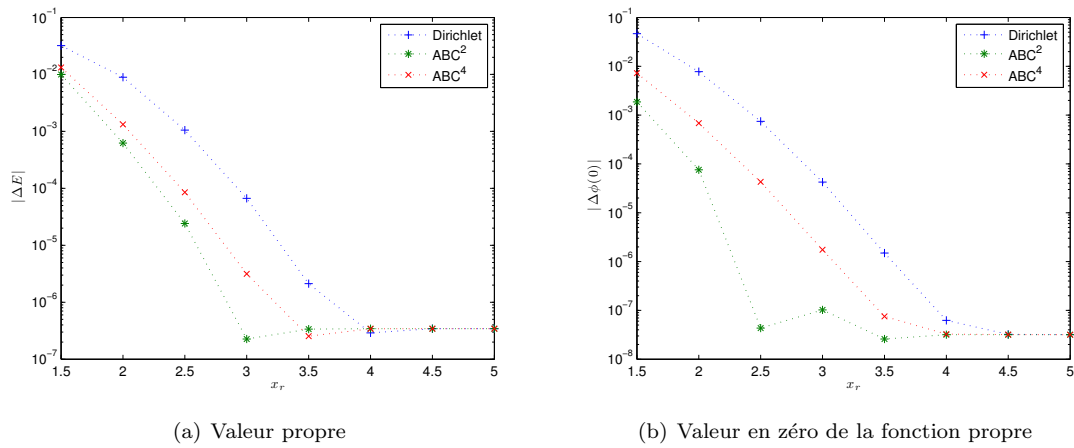 10^{-1}
10^{-2}
10^{-3}
10^{-4}
10^{-5}
10^{-6}
10^{-7}
|ΔE|
1.5 2 2.5 3 3.5 4 4.5 5
x_r
Dirichlet
ABC^2
ABC^4
(a) Valeur propre
10^{-1}
10^{-2}
10^{-3}
10^{-4}
10^{-5}
10^{-6}
10^{-7}
10^{-8}
|Δϕ(0)|
1.5 2 2.5 3 3.5 4 4.5 5
x_r
Dirichlet
ABC^2
ABC^4
(b) Valeur en zéro de la fonction propre